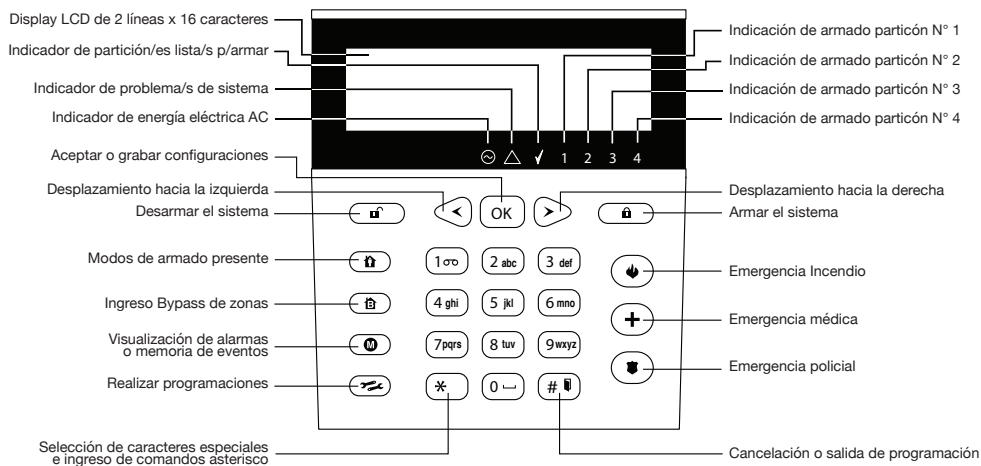 Display LCD de 2 líneas x 16 caracteres
Indicador de partición/es lista/s p/armar
Indicador de problema/s de sistema
Indicador de energía eléctrica AC
Aceptar o grabar configuraciones
Desplazamiento hacia la izquierda
Desarmar el sistema
Modos de armado presente
Ingreso Bypass de zonas
Visualización de alarmas
o memoria de eventos
Realizar programaciones
Selección de caracteres especiales
e ingreso de comandos asterisco
1 2 3 4
< OK >
1 2 abc 3 def
4 ghi 5 jkl 6 mno
M
7pqrs 8 tuv 9wxyz
* 0 #
Indicación de armado particón N° 1
Indicación de armado particón N° 2
Indicación de armado particón N° 3
Indicación de armado particón N° 4
Desplazamiento hacia la derecha
Armar el sistema
Emergencia Incendio
Emergencia médica
Emergencia policial
Cancelación o salida de programación